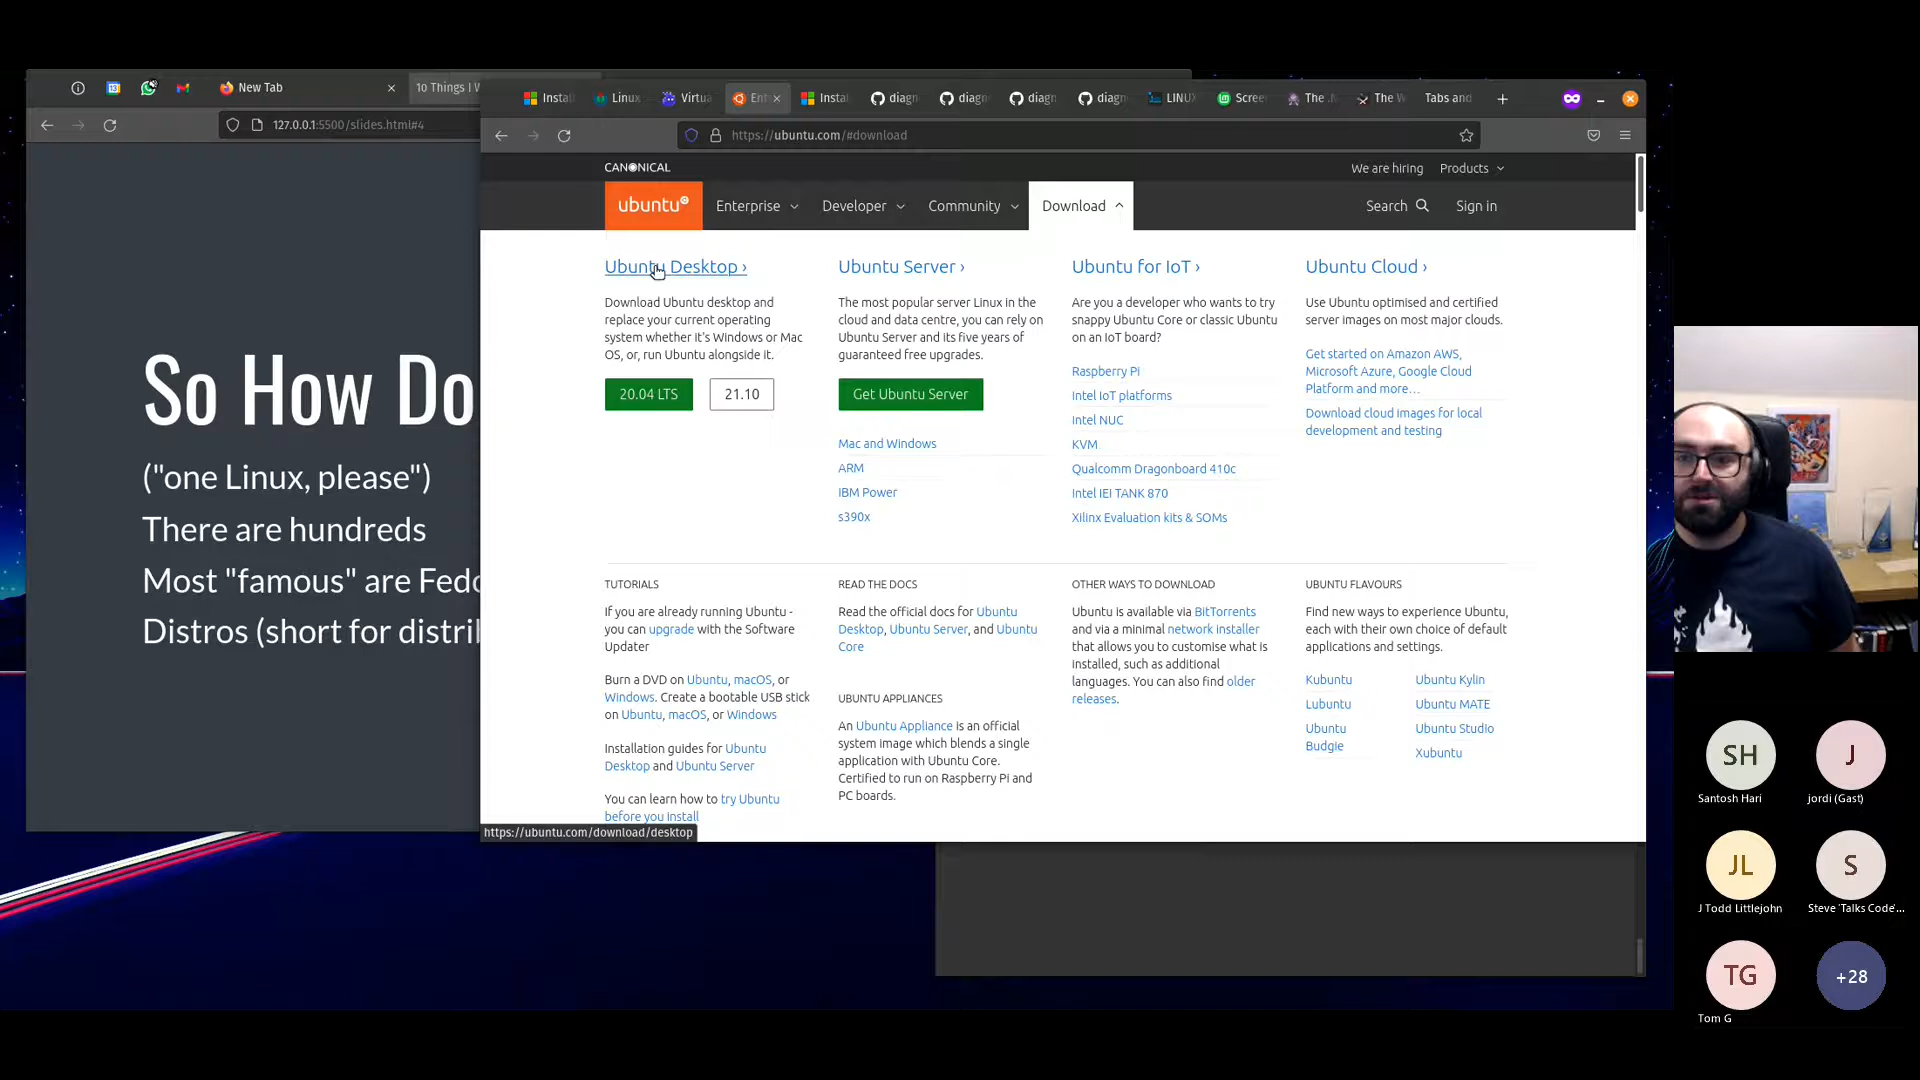 New Tab
10 Things I W
127.0.0.1:5500/slides.html#4
So How Do
("one Linux, please")
There are hundreds
Most "famous" are Fedo
Distros (short for distrib
Instal
Linux
Virtua
Ent
Instal
diagn
diagn
diagn
diagn
LINUX
Scree
The .
The W
Tabs and
https://ubuntu.com/#download
CANONICAL
We are hiring
Products
ubuntu
Enterprise
Developer
Community
Download
Search
Sign in
Ubuntu Desktop ›
Download Ubuntu desktop and
replace your current operating
system whether it's Windows or Mac
OS, or, run Ubuntu alongside it.
20.04 LTS
21.10
Ubuntu Server ›
The most popular server Linux in the
cloud and data centre, you can rely on
Ubuntu Server and its five years of
guaranteed free upgrades.
Get Ubuntu Server
Mac and Windows
ARM
IBM Power
s390x
Ubuntu for IoT ›
Are you a developer who wants to try
snappy Ubuntu Core or classic Ubuntu
on an IoT board?
Raspberry Pi
Intel IoT platforms
Intel NUC
KVM
Qualcomm Dragonboard 410c
Intel IEI TANK 870
Xilinx Evaluation kits & SOMs
Ubuntu Cloud ›
Use Ubuntu optimised and certified
server images on most major clouds.
Get started on Amazon AWS,
Microsoft Azure, Google Cloud
Platform and more...
Download cloud images for local
development and testing
TUTORIALS
If you are already running Ubuntu -
you can upgrade with the Software
Updater
Burn a DVD on Ubuntu, macOS, or
Windows. Create a bootable USB stick
on Ubuntu, macOS, or Windows
Installation guides for Ubuntu
Desktop and Ubuntu Server
You can learn how to try Ubuntu
before you install
READ THE DOCS
Read the official docs for Ubuntu
Desktop, Ubuntu Server, and Ubuntu
Core
UBUNTU APPLIANCES
An Ubuntu Appliance is an official
system image which blends a single
application with Ubuntu Core.
Certified to run on Raspberry Pi and
PC boards.
OTHER WAYS TO DOWNLOAD
Ubuntu is available via BitTorrents
and via a minimal network installer
that allows you to customise what is
installed, such as additional
languages. You can also find older
releases.
UBUNTU FLAVOURS
Find new ways to experience Ubuntu,
each with their own choice of default
applications and settings.
Kubuntu
Lubuntu
Ubuntu
Budgie
Ubuntu Kylin
Ubuntu MATE
Ubuntu Studio
Xubuntu
https://ubuntu.com/download/desktop
SH
Santosh Hari
J
jordi (Gast)
JL
J Todd Littlejohn
S
Steve 'Talks Code'...
TG
Tom G
+28